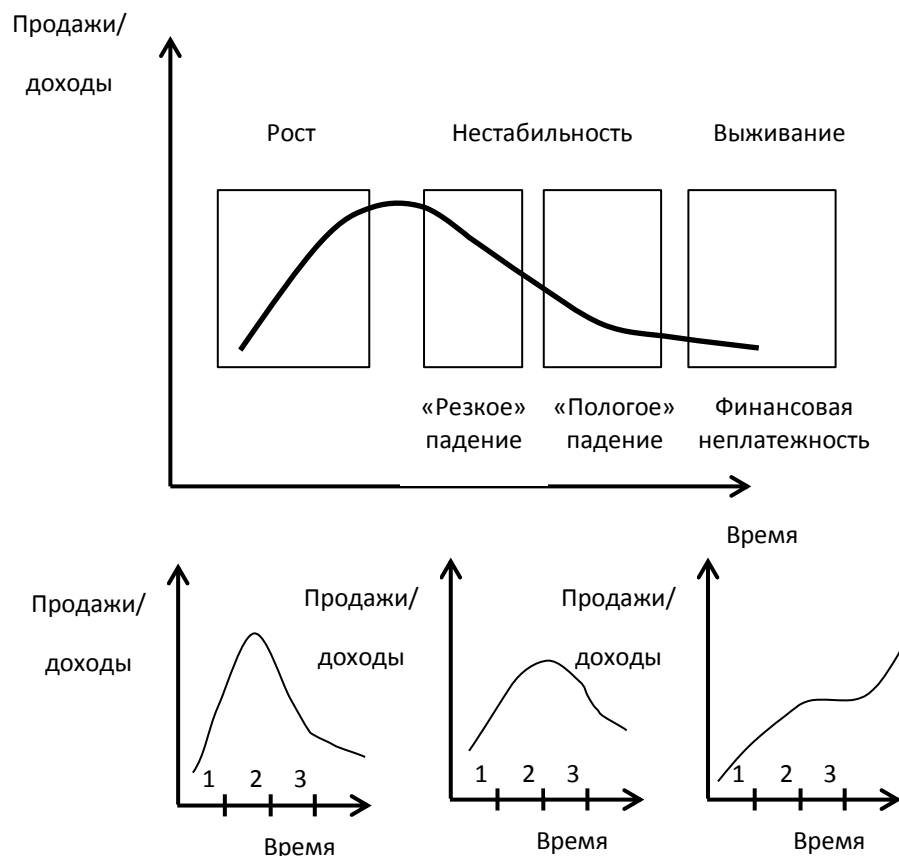 Продажи/
доходы
Рост
Нестабильность
Выживание
«Резкое»
падение
«Пологое»
падение
Финансовая
неплатежность
Время
Продажи/
доходы
1 2 3
Время
Продажи/
доходы
1 2 3
Время
Продажи/
доходы
1 2 3
Время